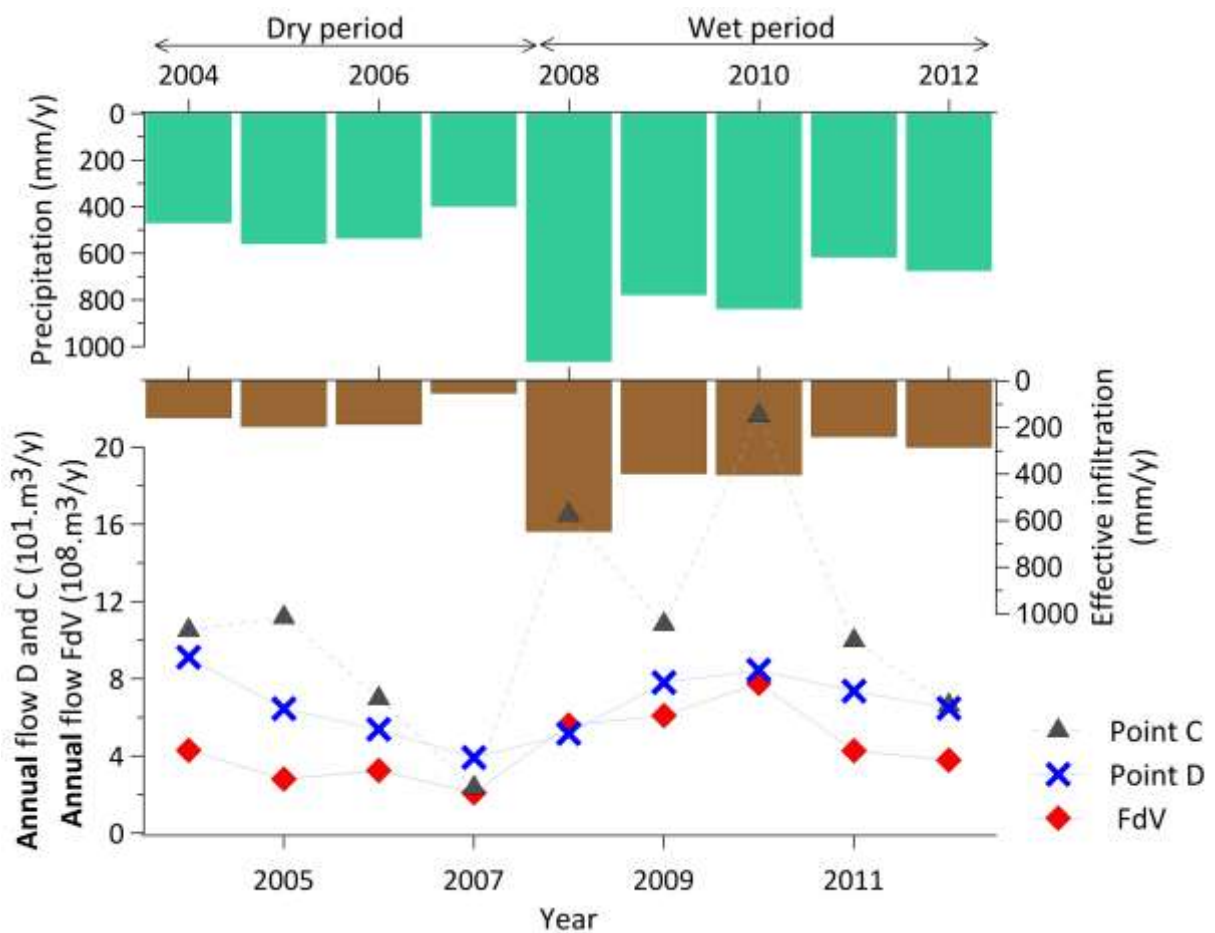 Dry period Wet period
2004 2006 2008 2010 2012
Precipitation (mm/y)
0
200
400
600
800
1000
Effective infiltration
(mm/y)
0
200
400
600
800
1000
Annual flow D and C (10¹.m³/y)
Annual flow FdV (10⁸.m³/y)
20
16
12
8
4
0
Point C
Point D
FdV
2005 2007 2009 2011
Year